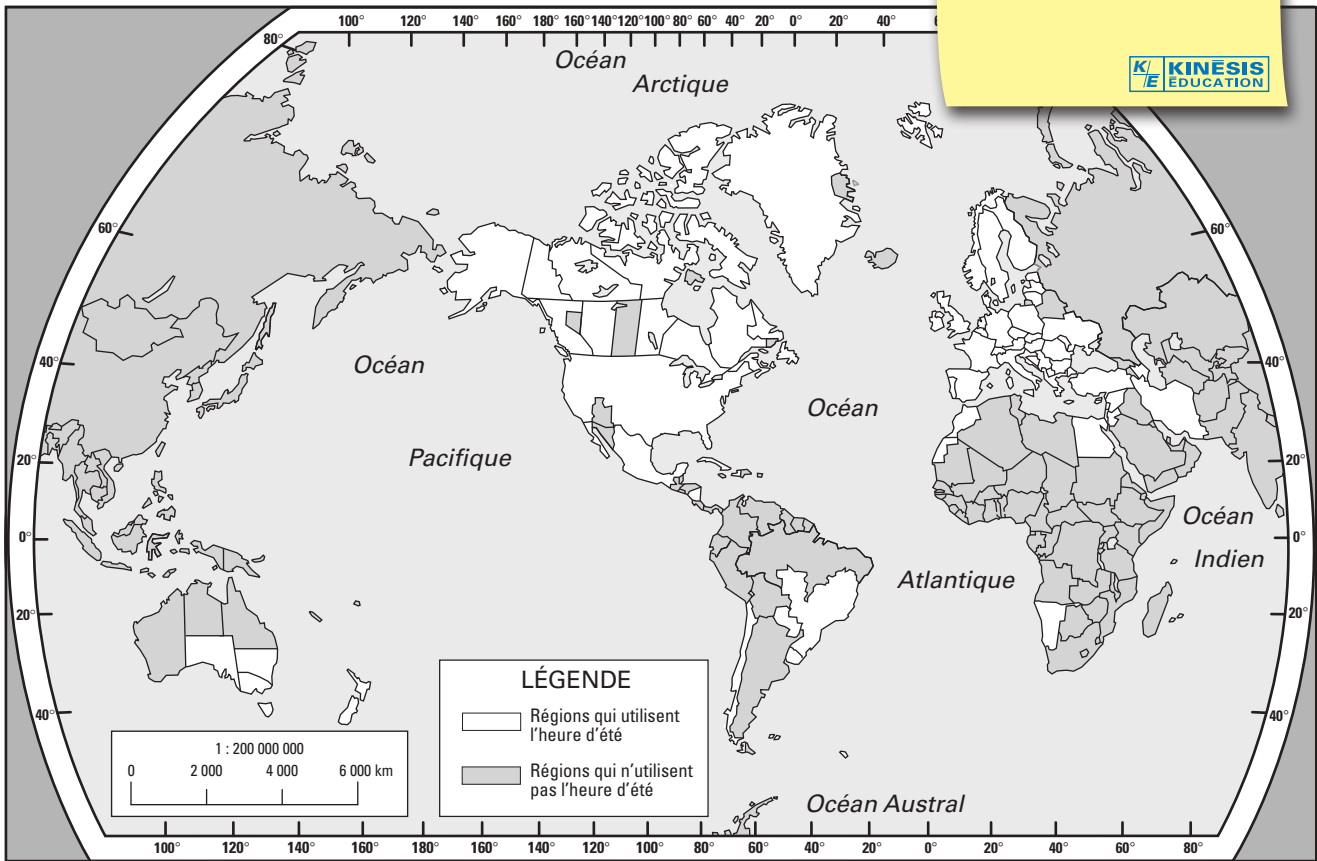 100° 120° 140° 160° 180° 160° 140° 120° 100° 80° 60° 40° 20° 0° 20° 40° 6
80°
Océan
Arctique
K/E KINĒSIS
ÉDUCATION
60°
60°
40°
40°
Océan
Pacifique
Océan
Atlantique
20°
20°
Océan
Indien
0°
0°
20°
20°
40°
40°
LÉGENDE
Régions qui utilisent
l'heure d'été
Régions qui n'utilisent
pas l'heure d'été
1 : 200 000 000
0 2 000 4 000 6 000 km
Océan Austral
100° 120° 140° 160° 180° 160° 140° 120° 100° 80° 60° 40° 20° 0° 20° 40° 60° 80°